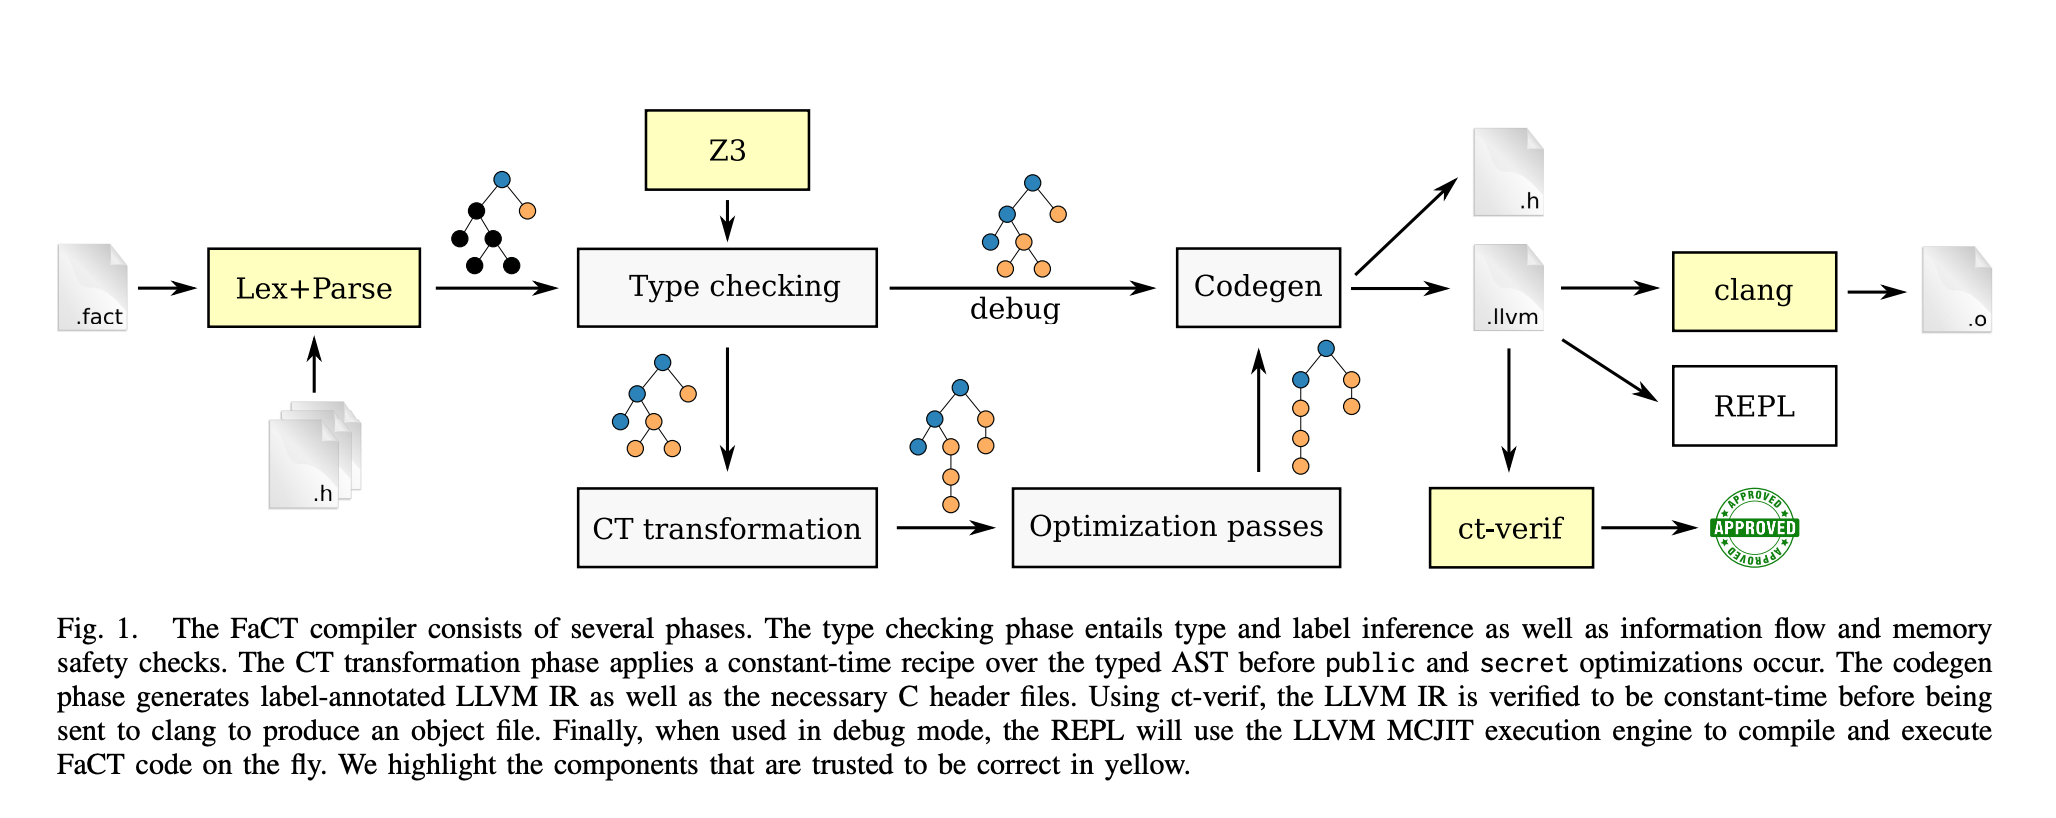 Z3
.h
.fact
Lex+Parse
Type checking
debug
Codegen
.llvm
clang
.o
.h
REPL
CT transformation
Optimization passes
ct-verif
APPROVED
APPROVED
APPROVED
Fig. 1. The FaCT compiler consists of several phases. The type checking phase entails type and label inference as well as information flow and memory
safety checks. The CT transformation phase applies a constant-time recipe over the typed AST before public and secret optimizations occur. The codegen
phase generates label-annotated LLVM IR as well as the necessary C header files. Using ct-verif, the LLVM IR is verified to be constant-time before being
sent to clang to produce an object file. Finally, when used in debug mode, the REPL will use the LLVM MCJIT execution engine to compile and execute
FaCT code on the fly. We highlight the components that are trusted to be correct in yellow.